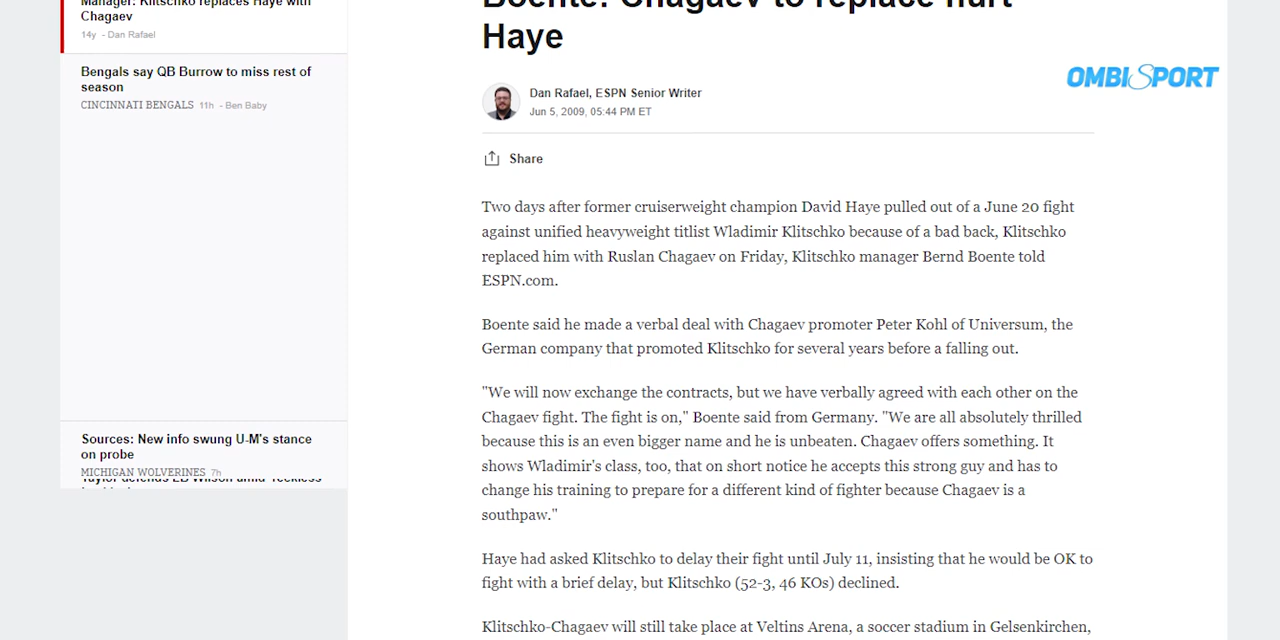 Manager: Klitschko replaces Haye with
Chagaev
14y - Dan Rafael
Bengals say QB Burrow to miss rest of
season
CINCINNATI BENGALS 11h - Ben Baby
Sources: New info swung U-M's stance
on probe
MICHIGAN WOLVERINES 7h
Taylor defends LB Wilson amid 'reckless
Boente: Chagaev to replace hurt
Haye
OMBISPORT
Dan Rafael, ESPN Senior Writer
Jun 5, 2009, 05:44 PM ET
Share
Two days after former cruiserweight champion David Haye pulled out of a June 20 fight
against unified heavyweight titlist Wladimir Klitschko because of a bad back, Klitschko
replaced him with Ruslan Chagaev on Friday, Klitschko manager Bernd Boente told
ESPN.com.
Boente said he made a verbal deal with Chagaev promoter Peter Kohl of Universum, the
German company that promoted Klitschko for several years before a falling out.
"We will now exchange the contracts, but we have verbally agreed with each other on the
Chagaev fight. The fight is on," Boente said from Germany. "We are all absolutely thrilled
because this is an even bigger name and he is unbeaten. Chagaev offers something. It
shows Wladimir's class, too, that on short notice he accepts this strong guy and has to
change his training to prepare for a different kind of fighter because Chagaev is a
southpaw."
Haye had asked Klitschko to delay their fight until July 11, insisting that he would be OK to
fight with a brief delay, but Klitschko (52-3, 46 KOs) declined.
Klitschko-Chagaev will still take place at Veltins Arena, a soccer stadium in Gelsenkirchen,